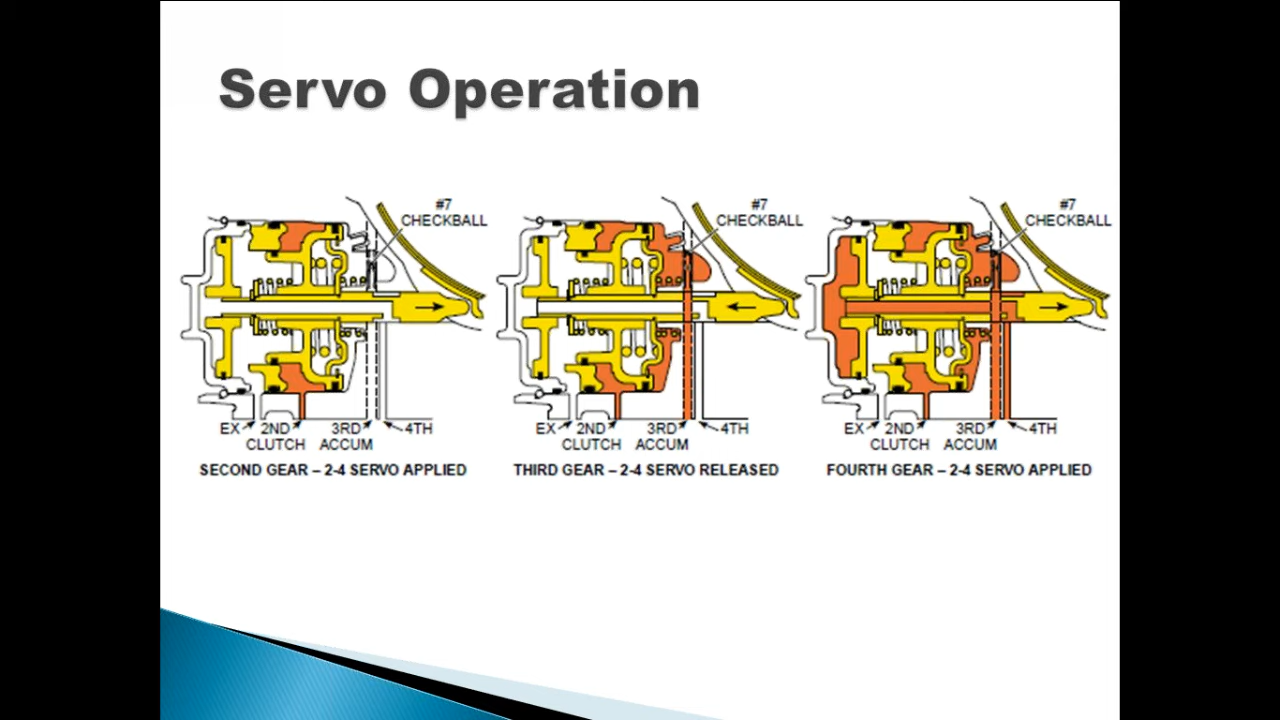 Servo Operation
#7
CHECKBALL
EX 2ND 3RD 4TH
CLUTCH ACCUM
SECOND GEAR – 2-4 SERVO APPLIED
#7
CHECKBALL
EX 2ND 3RD 4TH
CLUTCH ACCUM
THIRD GEAR – 2-4 SERVO RELEASED
#7
CHECKBALL
EX 2ND 3RD 4TH
CLUTCH ACCUM
FOURTH GEAR – 2-4 SERVO APPLIED